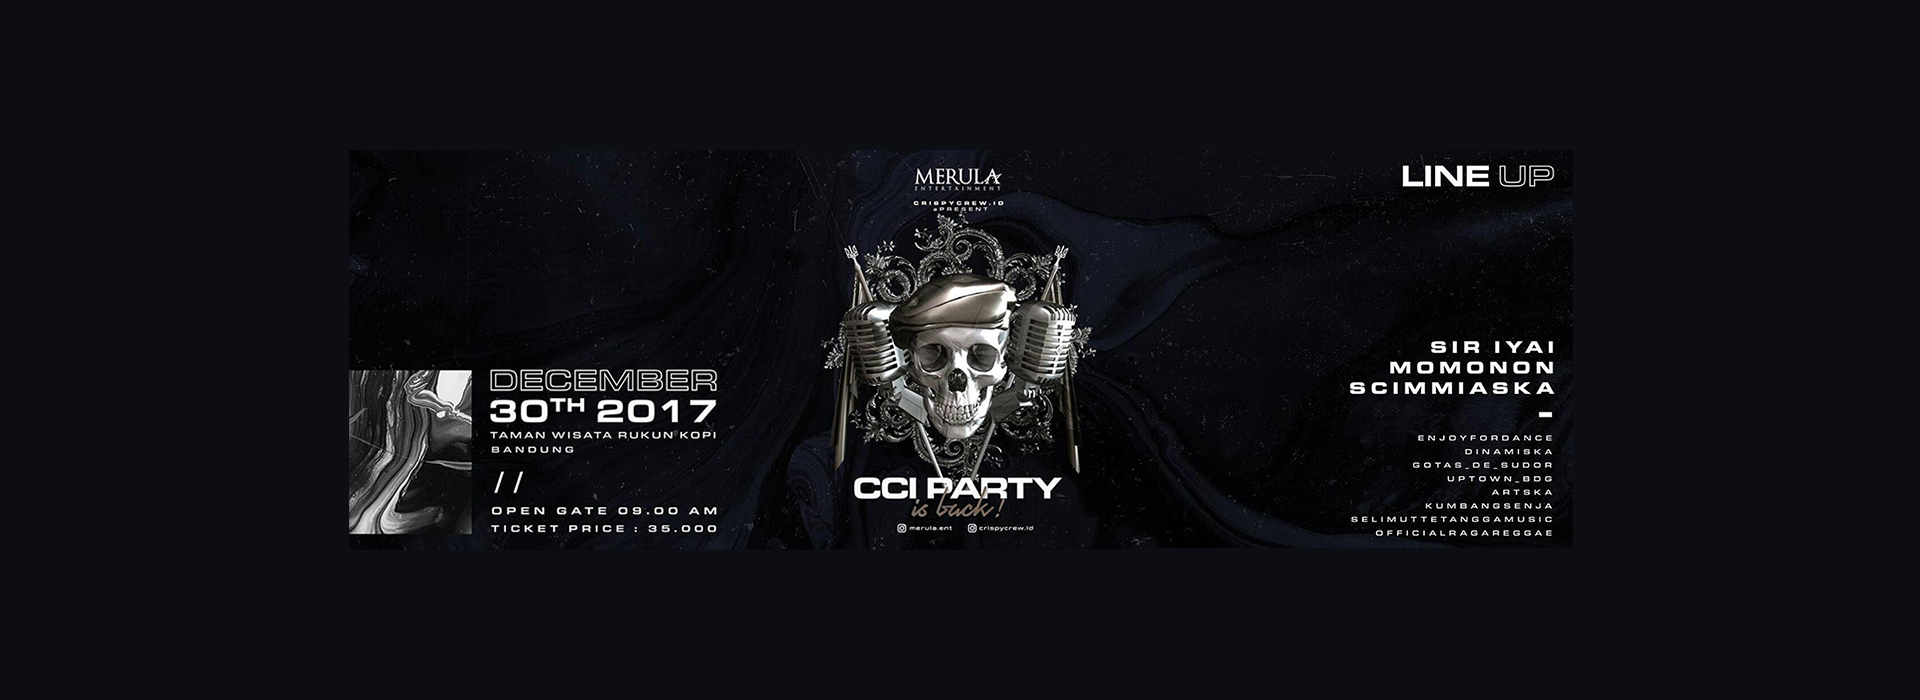 DECEMBER
30TH 2017
TAMAN WISATA RUKUN KOPI
BANDUNG
//
OPEN GATE 09.00 AM
TICKET PRICE : 35.000
MERULA
ENTERTAINMENT
CRISPYCREW.ID
#PRESENT
CCI PARTY
is back!
merula.ent crispycrew.id
LINE UP
SIR IYAI
MOMONON
SCIMMIASKA
-
ENJOYFORDANCE
DINAMISKA
GOTAS_DE_SUDOR
UPTOWN_BDG
ARTSKA
KUMBANGSENJA
SELIMUTTETANGGAMUSIC
OFFICIALRAGAREGGAE